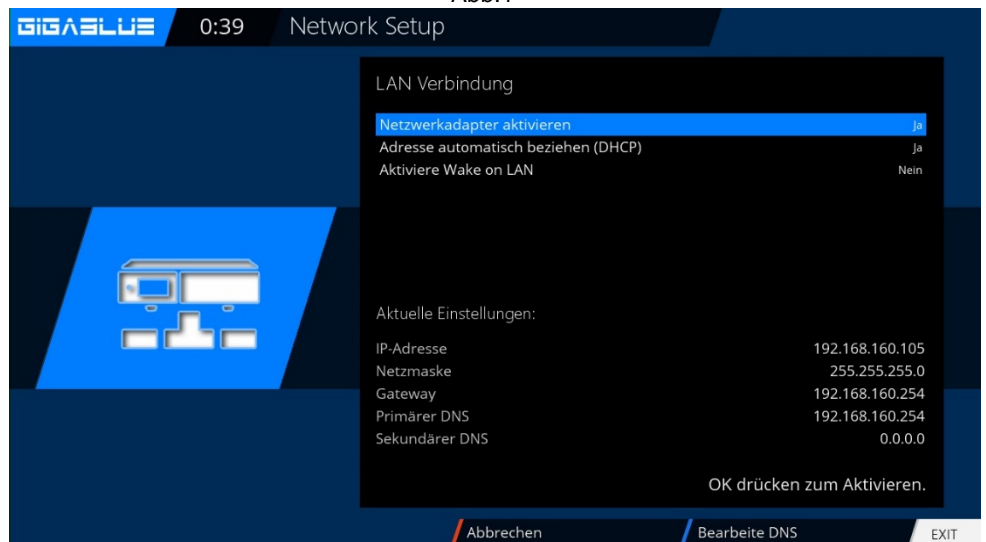 GIGABLUE 0:39 Network Setup
LAN Verbindung
Netzwerkadapter aktivieren Ja
Adresse automatisch beziehen (DHCP) Ja
Aktiviere Wake on LAN Nein
Aktuelle Einstellungen:
IP-Adresse 192.168.160.105
Netzmaske 255.255.255.0
Gateway 192.168.160.254
Primärer DNS 192.168.160.254
Sekundärer DNS 0.0.0.0
OK drücken zum Aktivieren.
Abbrechen Bearbeite DNS EXIT